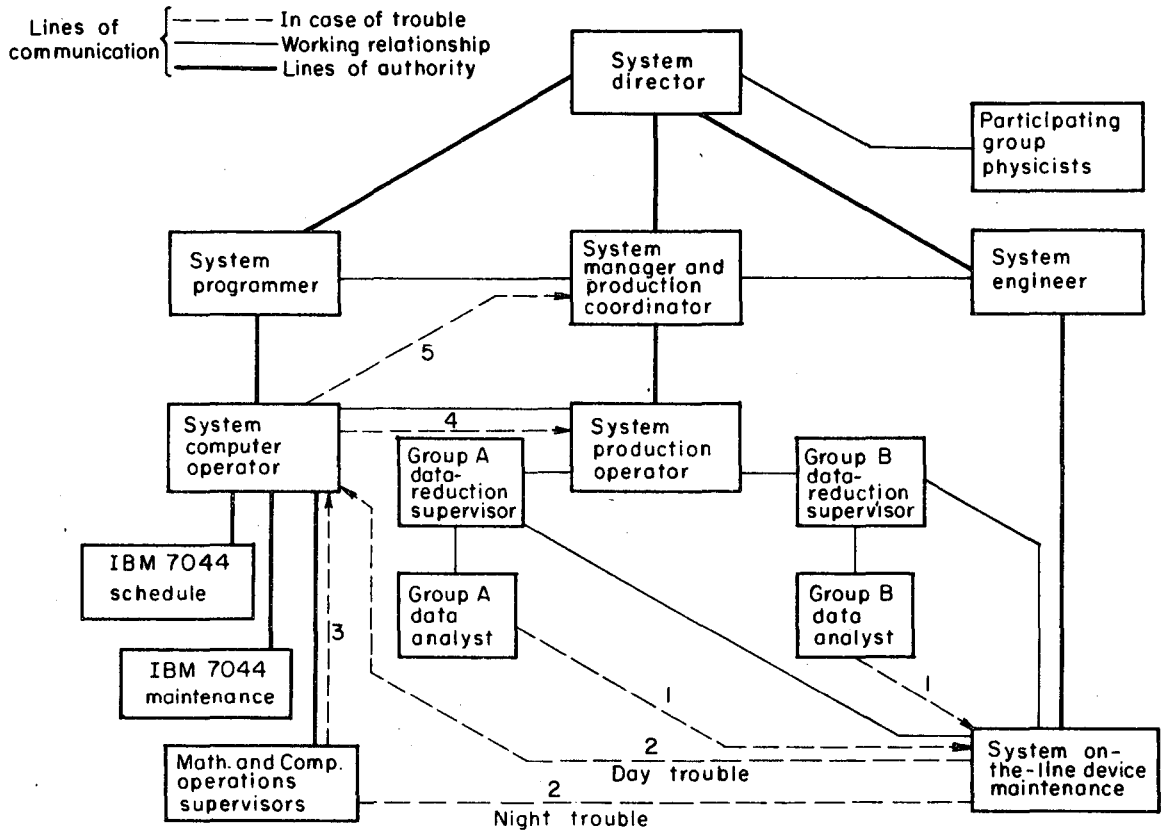 Lines of
communication
In case of trouble
Working relationship
Lines of authority
System
director
Participating
group
physicists
System
programmer
System
manager and
production
coordinator
System
engineer
5
System
computer
operator
4
System
production
operator
Group A
data-
reduction
supervisor
Group B
data-
reduction
supervisor
IBM 7044
schedule
3
Group A
data
analyst
Group B
data
analyst
IBM 7044
maintenance
1
1
Math. and Comp.
operations
supervisors
2
Day trouble
2
Night trouble
System on-
the-line device
maintenance